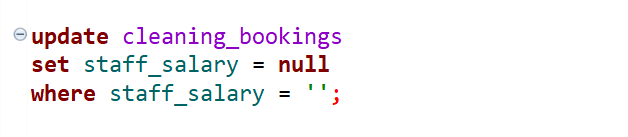 update cleaning_bookings
set staff_salary = null
where staff_salary = '';